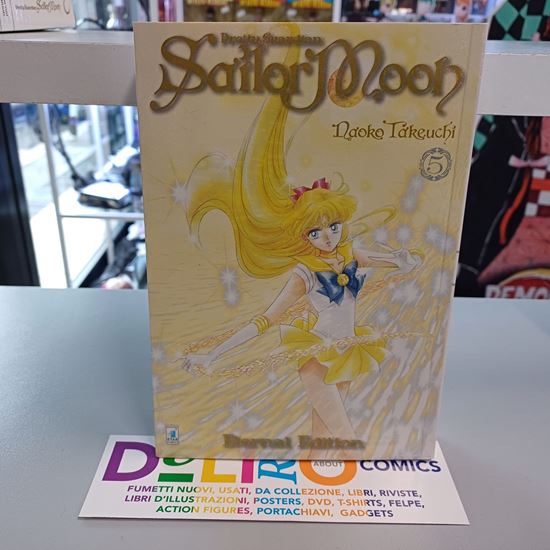 Pretty Guardian
Sailor Moon
Naoko Takeuchi
5
Eternal Edition
ABOUT
COMICS
FUMETTI NUOVI, USATI, DA COLLEZIONE, LIBRI, RIVISTE,
LIBRI D'ILLUSTRAZIONI, POSTERS, DVD, T-SHIRTS, FELPE,
ACTION FIGURES, PORTACHIAVI, GADGETS